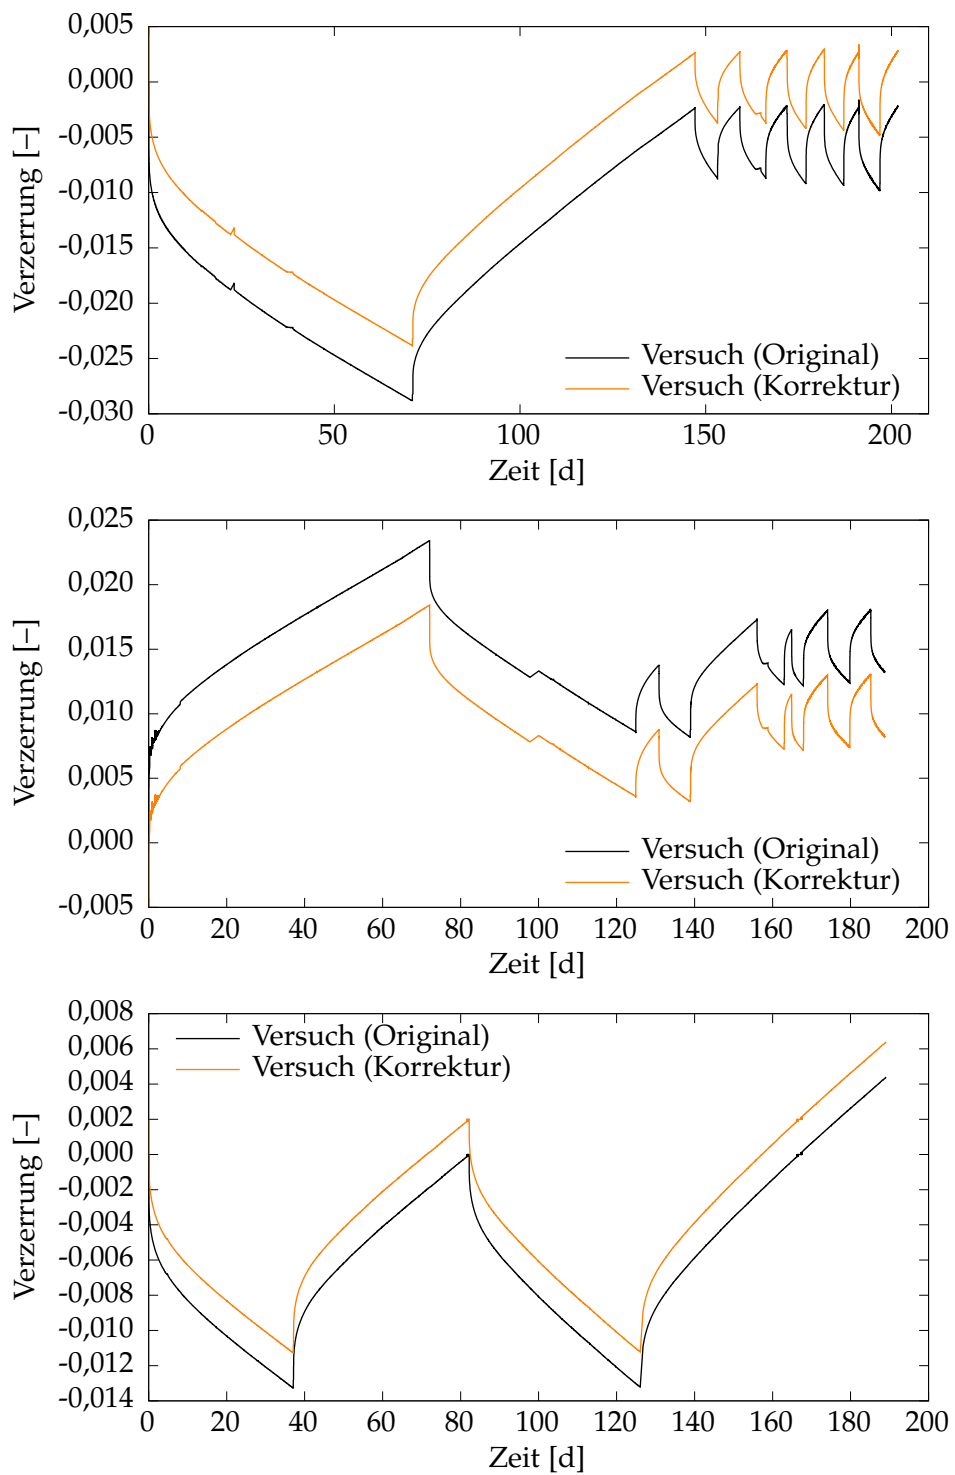 0,005
0,000
-0,005
-0,010
-0,015
-0,020
-0,025
-0,030
Verzerrung [–]
Versuch (Original)
Versuch (Korrektur)
0 50 100 150 200
Zeit [d]
0,025
0,020
0,015
0,010
0,005
0,000
-0,005
Verzerrung [–]
Versuch (Original)
Versuch (Korrektur)
0 20 40 60 80 100 120 140 160 180 200
Zeit [d]
0,008
0,006
0,004
0,002
0,000
-0,002
-0,004
-0,006
-0,008
-0,010
-0,012
-0,014
Verzerrung [–]
Versuch (Original)
Versuch (Korrektur)
0 20 40 60 80 100 120 140 160 180 200
Zeit [d]